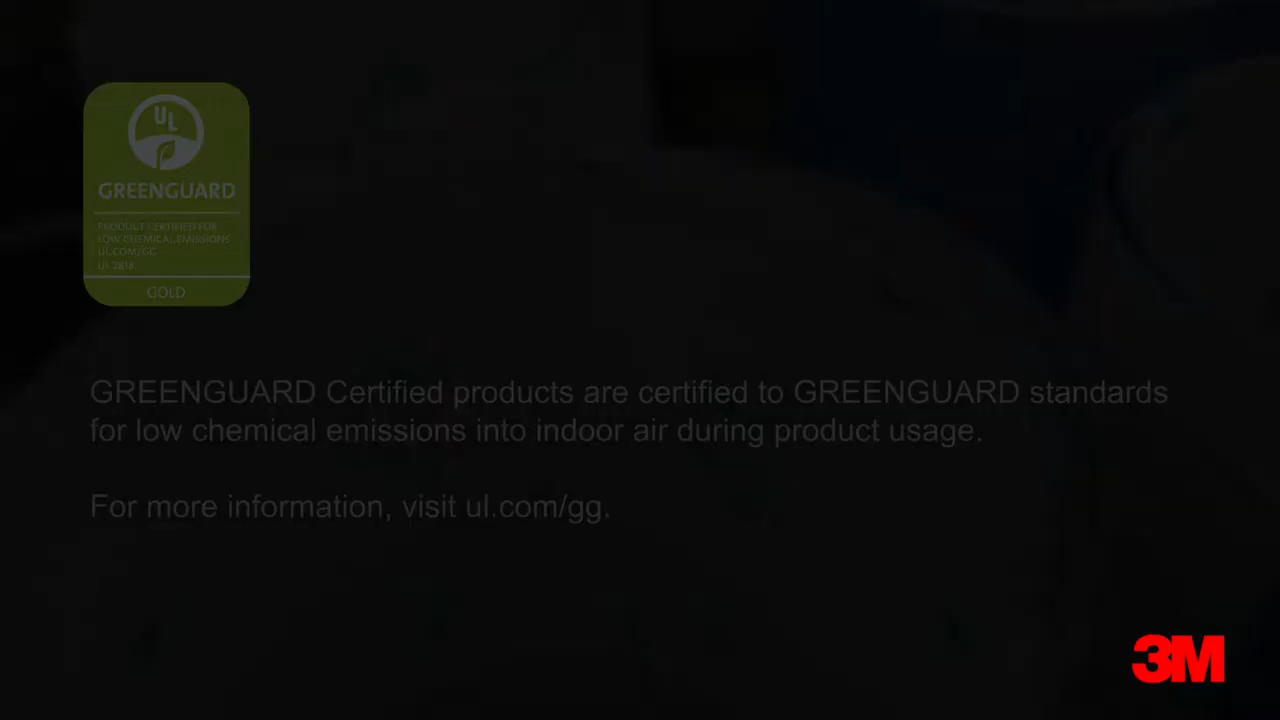 UL
GREENGUARD
PRODUCT CERTIFIED FOR
LOW CHEMICAL EMISSIONS
UL.COM/GG
UL 2818
GOLD
GREENGUARD Certified products are certified to GREENGUARD standards
for low chemical emissions into indoor air during product usage.
For more information, visit ul.com/gg.
3M